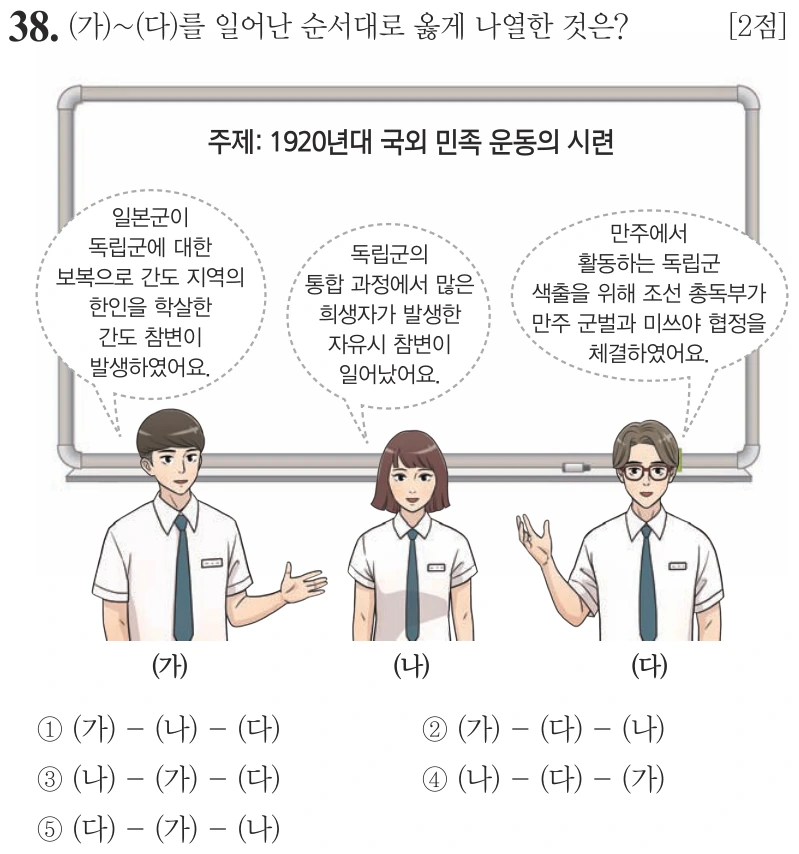 38. (가)~(다)를 일어난 순서대로 옳게 나열한 것은? [2점]
주제: 1920년대 국외 민족 운동의 시련
일본군이
독립군에 대한
보복으로 간도 지역의
한인을 학살한
간도 참변이
발생하였어요.
독립군의
통합 과정에서 많은
희생자가 발생한
자유시 참변이
일어났어요.
만주에서
활동하는 독립군
색출을 위해 조선 총독부가
만주 군벌과 미쓰야 협정을
체결하였어요.
(가) (나) (다)
① (가) - (나) - (다) ② (가) - (다) - (나)
③ (나) - (가) - (다) ④ (나) - (다) - (가)
⑤ (다) - (가) - (나)